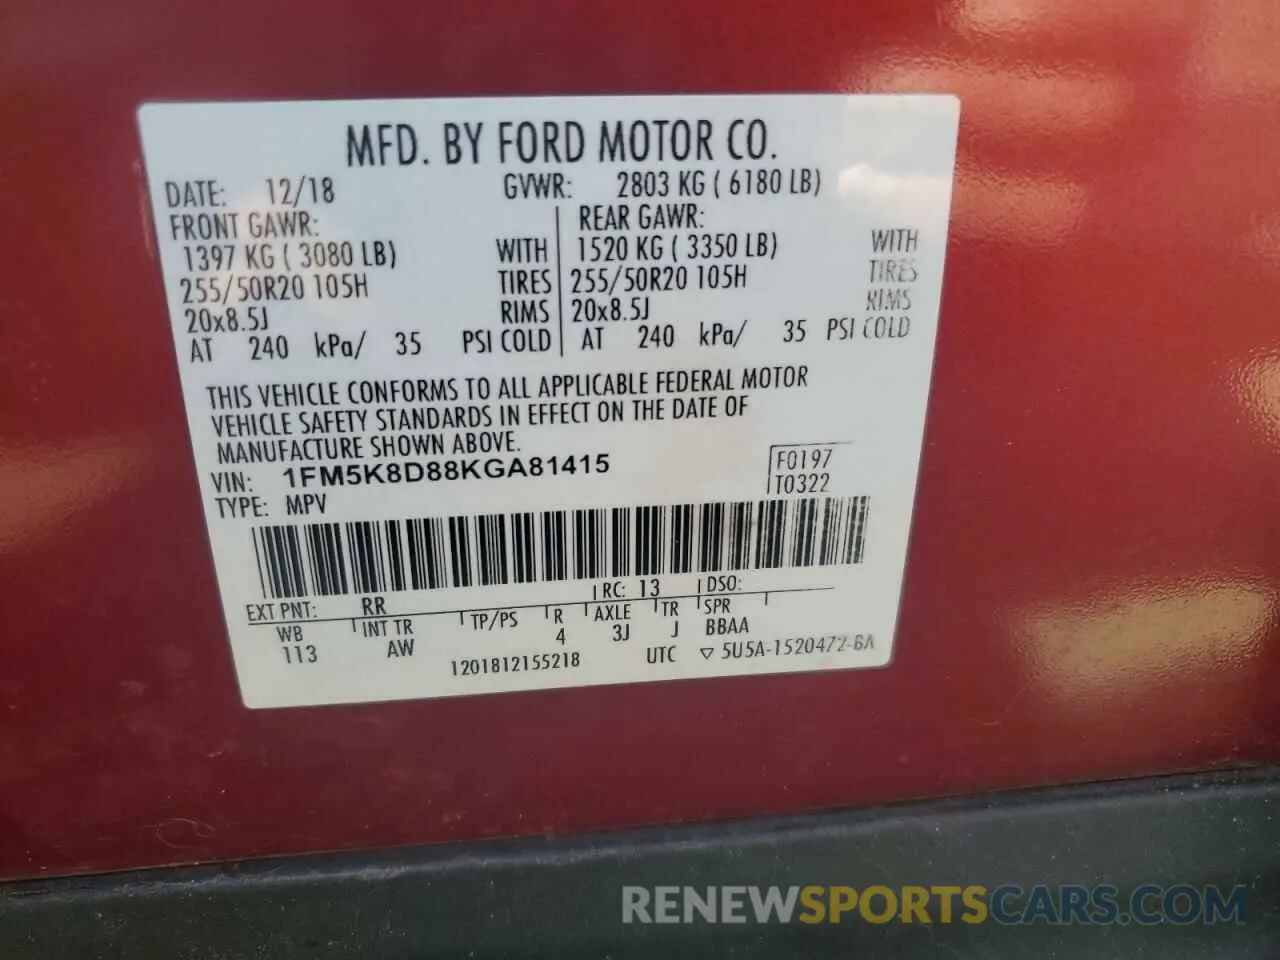 MFD. BY FORD MOTOR CO.
DATE: 12/18 GVWR: 2803 KG ( 6180 LB)
FRONT GAWR: REAR GAWR:
1397 KG ( 3080 LB) WITH 1520 KG ( 3350 LB) WITH
255/50R20 105H TIRES 255/50R20 105H TIRES
20x8.5J RIMS 20x8.5J RIMS
AT 240 kPa/ 35 PSI COLD AT 240 kPa/ 35 PSI COLD
THIS VEHICLE CONFORMS TO ALL APPLICABLE FEDERAL MOTOR
VEHICLE SAFETY STANDARDS IN EFFECT ON THE DATE OF
MANUFACTURE SHOWN ABOVE.
VIN: 1FM5K8D88KGA81415 F0197
TYPE: MPV T0322
EXT PNT: RR RC: 13 DSO:
WB INT TR TP/PS R AXLE TR SPR
113 AW 4 3J J BBAA
1201812155218 UTC ▽ 5U5A-1520472-BA
RENEWSPORTSCARS.COM